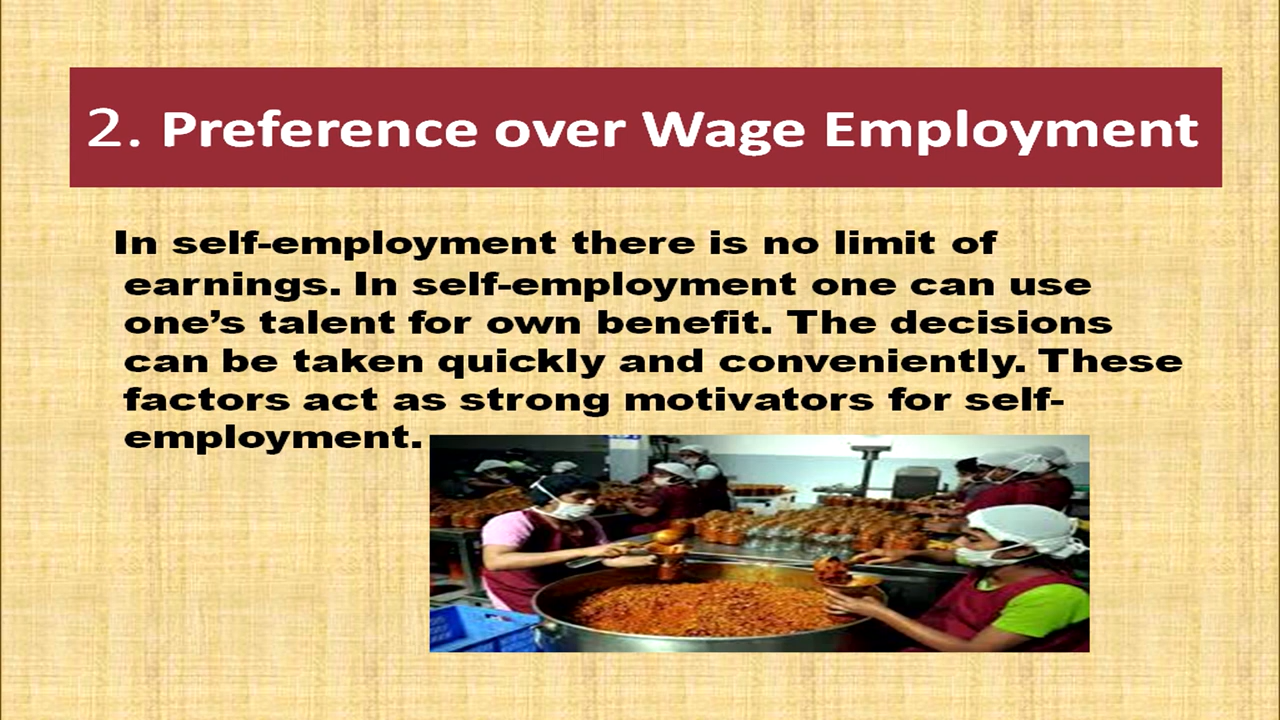 2. Preference over Wage Employment
In self-employment there is no limit of
earnings. In self-employment one can use
one’s talent for own benefit. The decisions
can be taken quickly and conveniently. These
factors act as strong motivators for self-
employment.